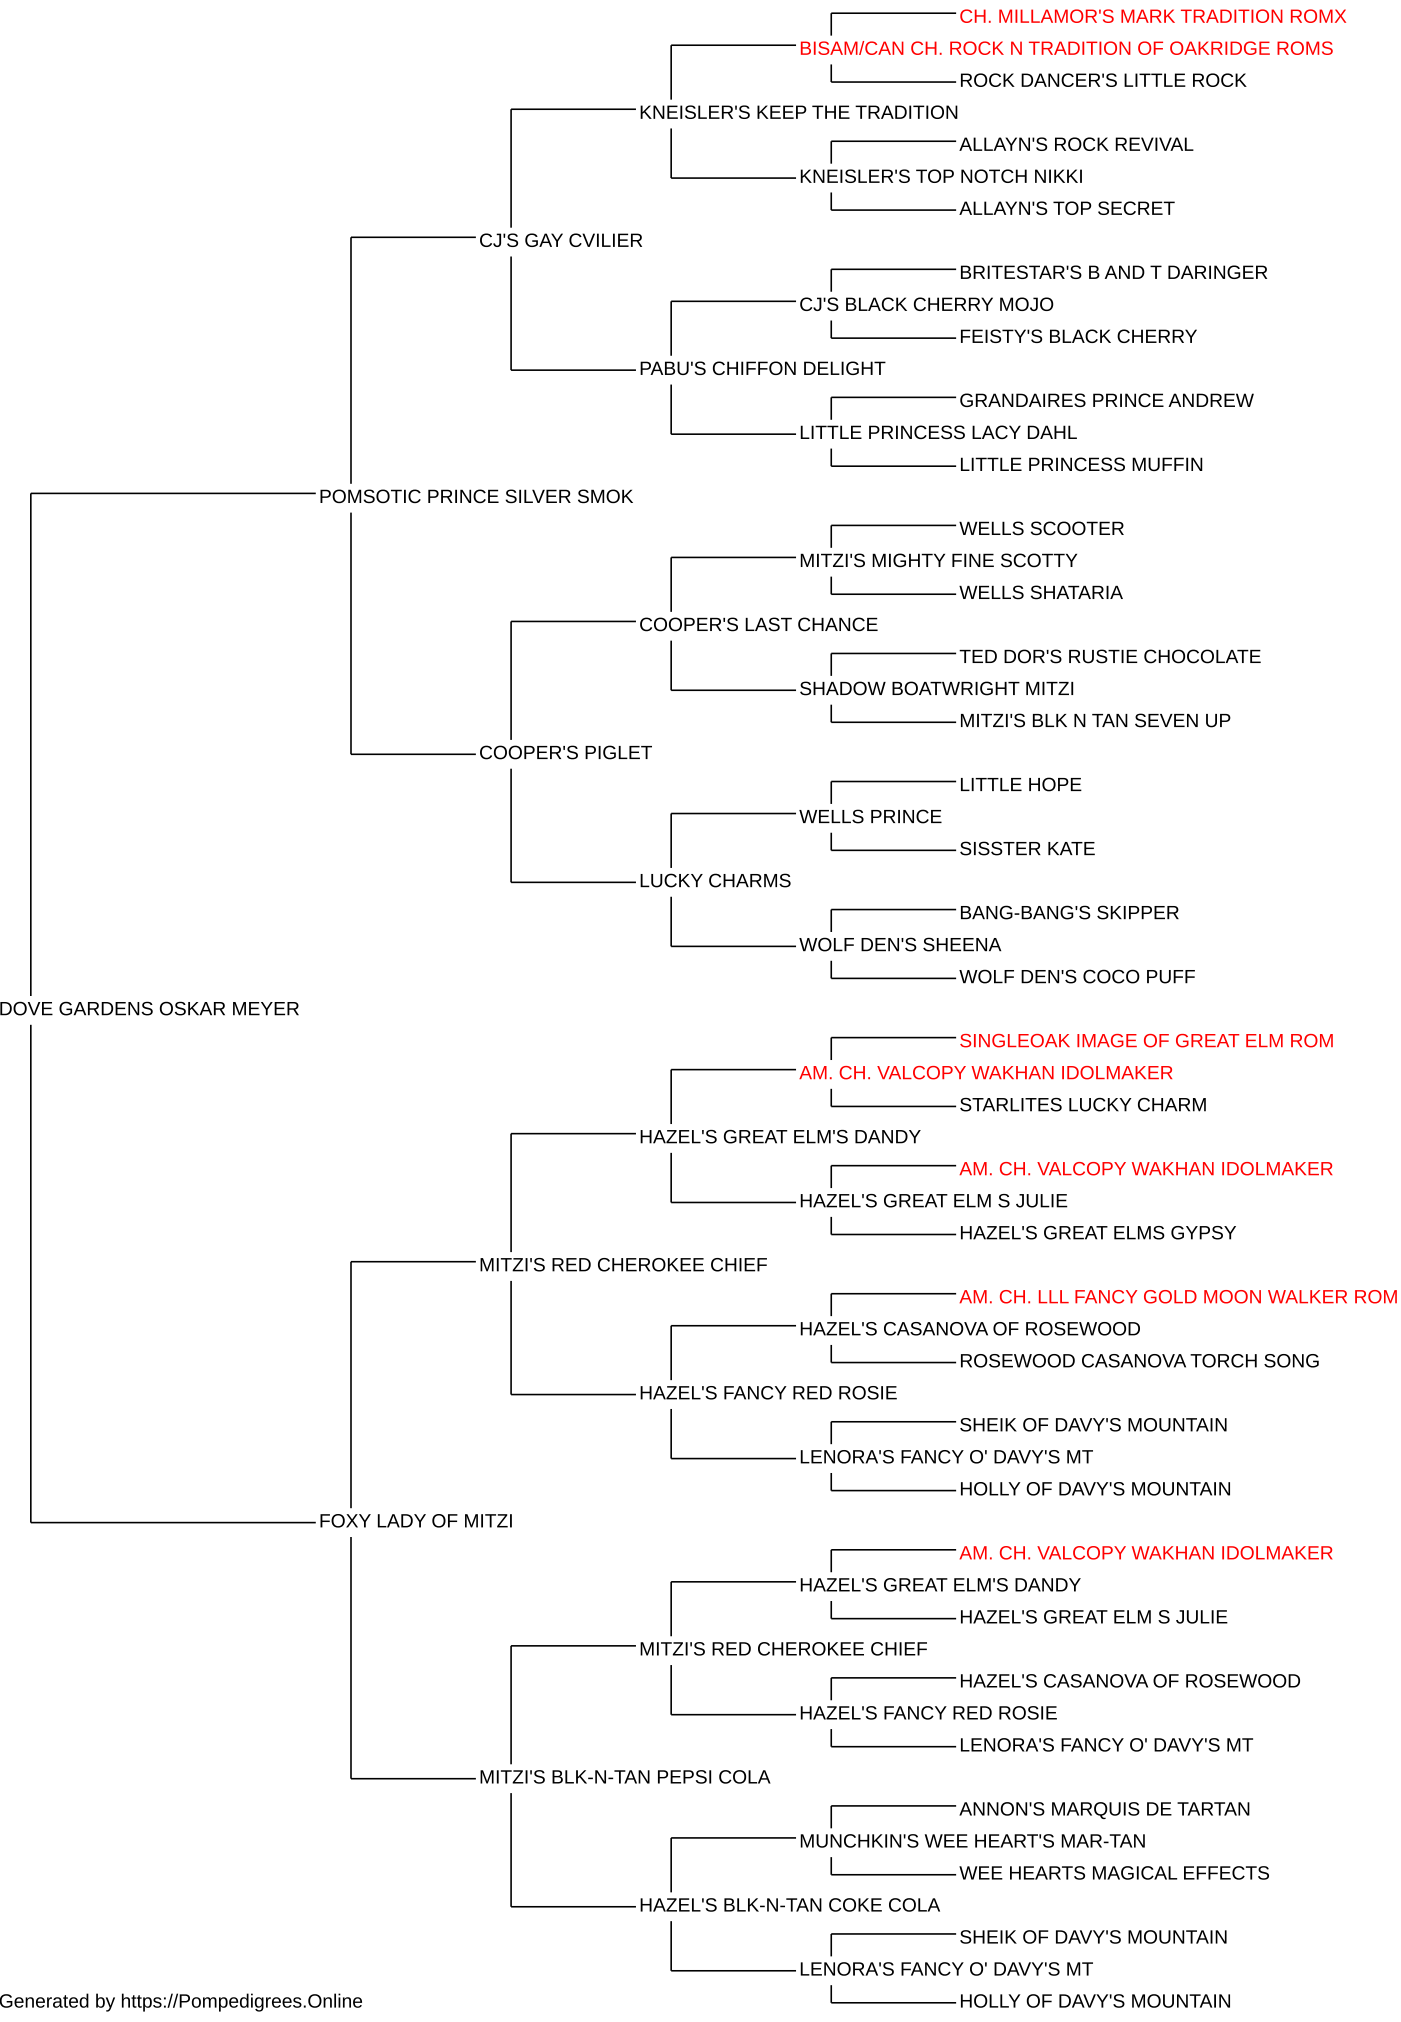 CH. MILLAMOR'S MARK TRADITION ROMX
BISAM/CAN CH. ROCK N TRADITION OF OAKRIDGE ROMS
ROCK DANCER'S LITTLE ROCK
KNEISLER'S KEEP THE TRADITION
ALLAYN'S ROCK REVIVAL
KNEISLER'S TOP NOTCH NIKKI
ALLAYN'S TOP SECRET
CJ'S GAY CVILIER
BRITESTAR'S B AND T DARINGER
CJ'S BLACK CHERRY MOJO
FEISTY'S BLACK CHERRY
PABU'S CHIFFON DELIGHT
GRANDAIRES PRINCE ANDREW
LITTLE PRINCESS LACY DAHL
LITTLE PRINCESS MUFFIN
POMSOTIC PRINCE SILVER SMOK
WELLS SCOOTER
MITZI'S MIGHTY FINE SCOTTY
WELLS SHATARIA
COOPER'S LAST CHANCE
TED DOR'S RUSTIE CHOCOLATE
SHADOW BOATWRIGHT MITZI
MITZI'S BLK N TAN SEVEN UP
COOPER'S PIGLET
LITTLE HOPE
WELLS PRINCE
SISSTER KATE
LUCKY CHARMS
BANG-BANG'S SKIPPER
WOLF DEN'S SHEENA
WOLF DEN'S COCO PUFF
DOVE GARDENS OSKAR MEYER
SINGLEOAK IMAGE OF GREAT ELM ROM
AM. CH. VALCOPY WAKHAN IDOLMAKER
STARLITES LUCKY CHARM
HAZEL'S GREAT ELM'S DANDY
AM. CH. VALCOPY WAKHAN IDOLMAKER
HAZEL'S GREAT ELM S JULIE
HAZEL'S GREAT ELMS GYPSY
MITZI'S RED CHEROKEE CHIEF
AM. CH. LLL FANCY GOLD MOON WALKER ROM
HAZEL'S CASANOVA OF ROSEWOOD
ROSEWOOD CASANOVA TORCH SONG
HAZEL'S FANCY RED ROSIE
SHEIK OF DAVY'S MOUNTAIN
LENORA'S FANCY O' DAVY'S MT
HOLLY OF DAVY'S MOUNTAIN
FOXY LADY OF MITZI
AM. CH. VALCOPY WAKHAN IDOLMAKER
HAZEL'S GREAT ELM'S DANDY
HAZEL'S GREAT ELM S JULIE
MITZI'S RED CHEROKEE CHIEF
HAZEL'S CASANOVA OF ROSEWOOD
HAZEL'S FANCY RED ROSIE
LENORA'S FANCY O' DAVY'S MT
MITZI'S BLK-N-TAN PEPSI COLA
ANNON'S MARQUIS DE TARTAN
MUNCHKIN'S WEE HEART'S MAR-TAN
WEE HEARTS MAGICAL EFFECTS
HAZEL'S BLK-N-TAN COKE COLA
SHEIK OF DAVY'S MOUNTAIN
LENORA'S FANCY O' DAVY'S MT
HOLLY OF DAVY'S MOUNTAIN
Generated by https://Pompedigrees.Online